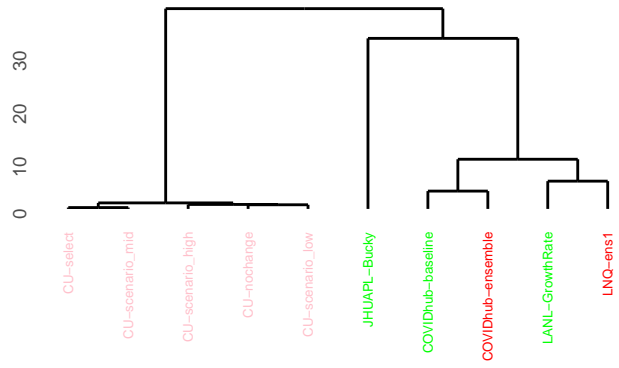 30
20
10
0
CU-select
CU-scenario_mid
CU-scenario_high
CU-nochange
CU-scenario_low
JHUAPL-Bucky
COVIDhub-baseline
COVIDhub-ensemble
LANL-GrowthRate
LNQ-ens1